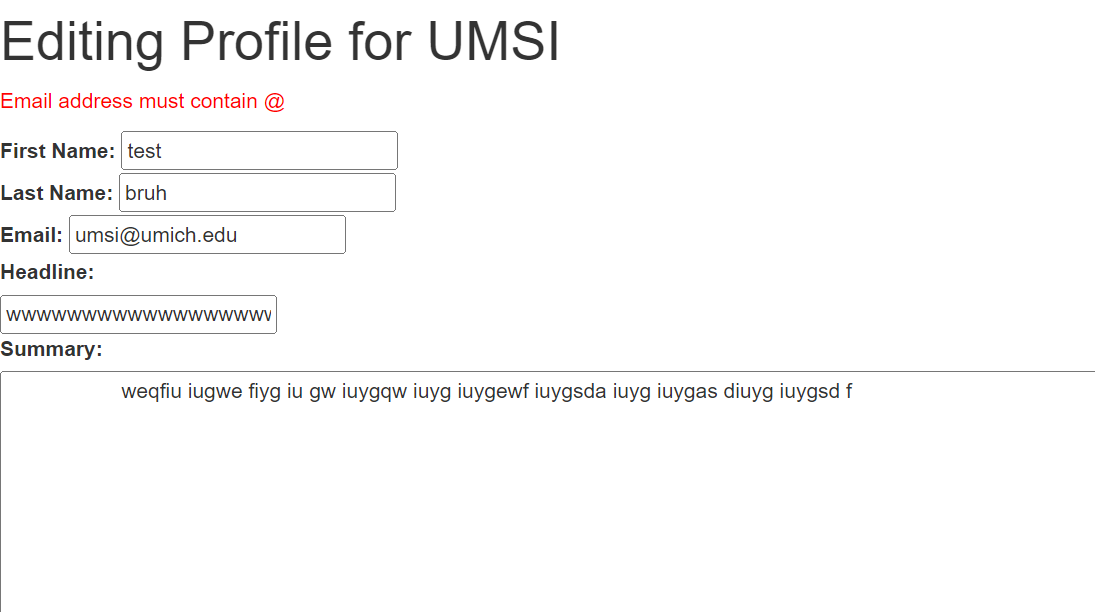 Editing Profile for UMSI
Email address must contain @
First Name: test
Last Name: bruh
Email: umsi@umich.edu
Headline:
wwwwwwwwwwwwwwwwww
Summary:
weqfiu iugwe fiyg iu gw iuygqw iuyg iuygewf iuygsda iuyg iuygas diuyg iuygsd f